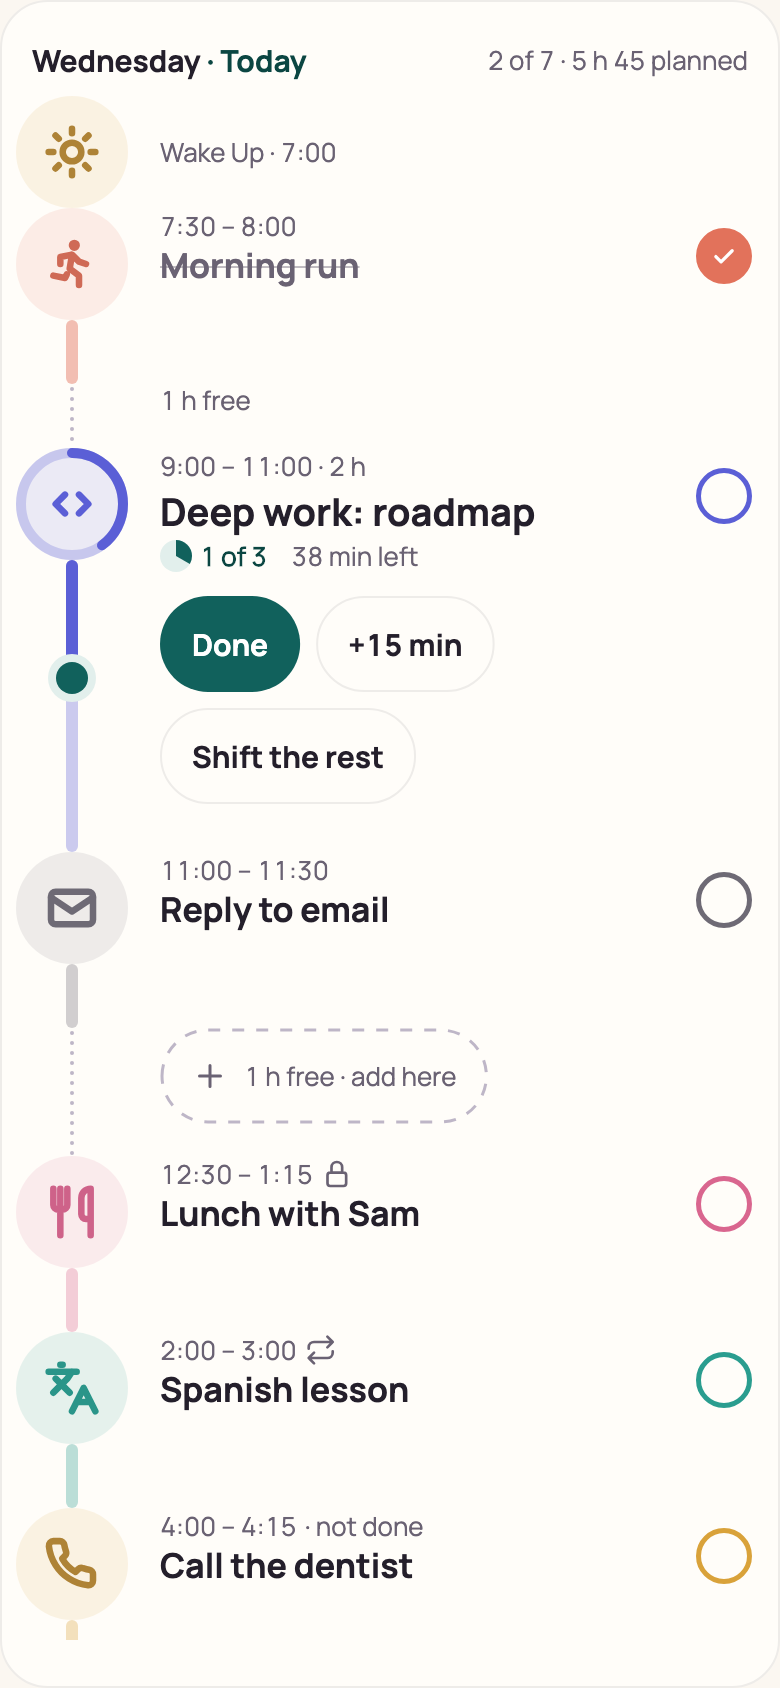 Wednesday · Today
2 of 7 · 5 h 45 planned
Wake Up · 7:00
7:30 – 8:00
Morning run
1 h free
9:00 – 11:00 · 2 h
Deep work: roadmap
1 of 3 38 min left
Done
+15 min
Shift the rest
11:00 – 11:30
Reply to email
1 h free · add here
12:30 – 1:15
Lunch with Sam
2:00 – 3:00
Spanish lesson
4:00 – 4:15 · not done
Call the dentist